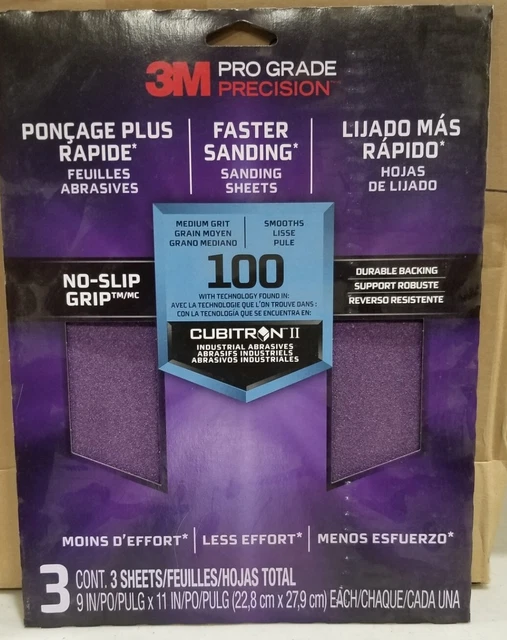 3M PRO GRADE
PRECISION™
PONÇAGE PLUS
RAPIDE*
FEUILLES
ABRASIVES
FASTER
SANDING*
SANDING
SHEETS
LIJADO MÁS
RÁPIDO*
HOJAS
DE LIJADO
MEDIUM GRIT
GRAIN MOYEN
GRANO MEDIANO
SMOOTHS
LISSE
PULE
100
WITH TECHNOLOGY FOUND IN:
AVEC LA TECHNOLOGIE QUE L'ON TROUVE DANS :
CON LA TECNOLOGÍA QUE SE ENCUENTRA EN:
CUBITRON™ II
INDUSTRIAL ABRASIVES
ABRASIFS INDUSTRIELS
ABRASIVOS INDUSTRIALES
NO-SLIP
GRIP™/MC
DURABLE BACKING
SUPPORT ROBUSTE
REVERSO RESISTENTE
MOINS D'EFFORT* LESS EFFORT* MENOS ESFUERZO*
3 CONT. 3 SHEETS/FEUILLES/HOJAS TOTAL
9 IN/PO/PULG x 11 IN/PO/PULG (22,8 cm x 27,9 cm) EACH/CHAQUE/CADA UNA